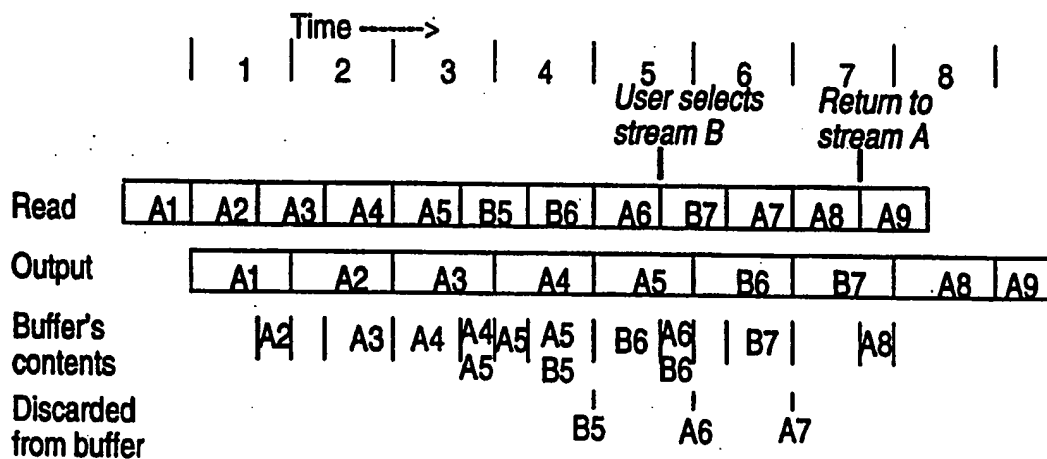 Time ------>
1 2 3 4 5 6 7 8
User selects stream B
Return to stream A
Read A1 A2 A3 A4 A5 B5 B6 A6 B7 A7 A8 A9
Output A1 A2 A3 A4 A5 B6 B7 A8 A9
Buffer's contents
A2 A3 A4 A4 A5 A5 B6 A6 B7 A8
A5 B5 B6
Discarded from buffer
B5 A6 A7